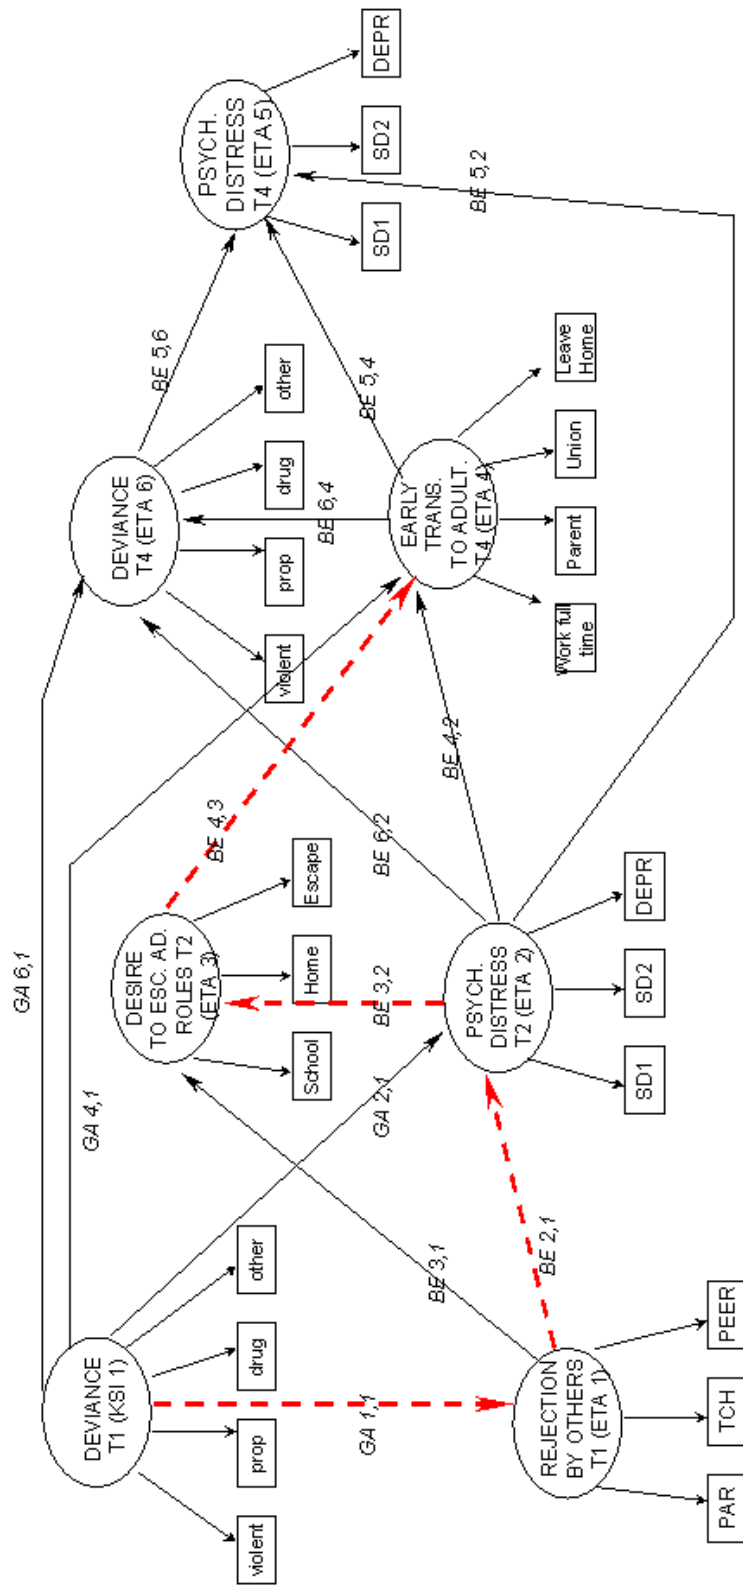 GA 6,1
DEVIANCE
T1 (KSI 1)
violent
prop
drug
other
GA 4,1
GA 1,1
GA 2,1
REJECTION
BY OTHERS
T1 (ETA 1)
PAR
TCH
PEER
BE 3,1
BE 2,1
DESIRE
TO ESC. AD.
ROLES T2
(ETA 3)
School
Home
Escape
BE 3,2
BE 4,3
PSYCH.
DISTRESS
T2 (ETA 2)
SD1
SD2
DEPR
BE 6,2
BE 4,2
DEVIANCE
T4 (ETA 6)
violent
prop
drug
other
BE 6,4
EARLY
TRANS.
TO ADULT.
T4 (ETA 4)
Work full
time
Parent
Union
Leave
Home
BE 5,6
BE 5,4
BE 5,2
PSYCH.
DISTRESS
T4 (ETA 5)
SD1
SD2
DEPR